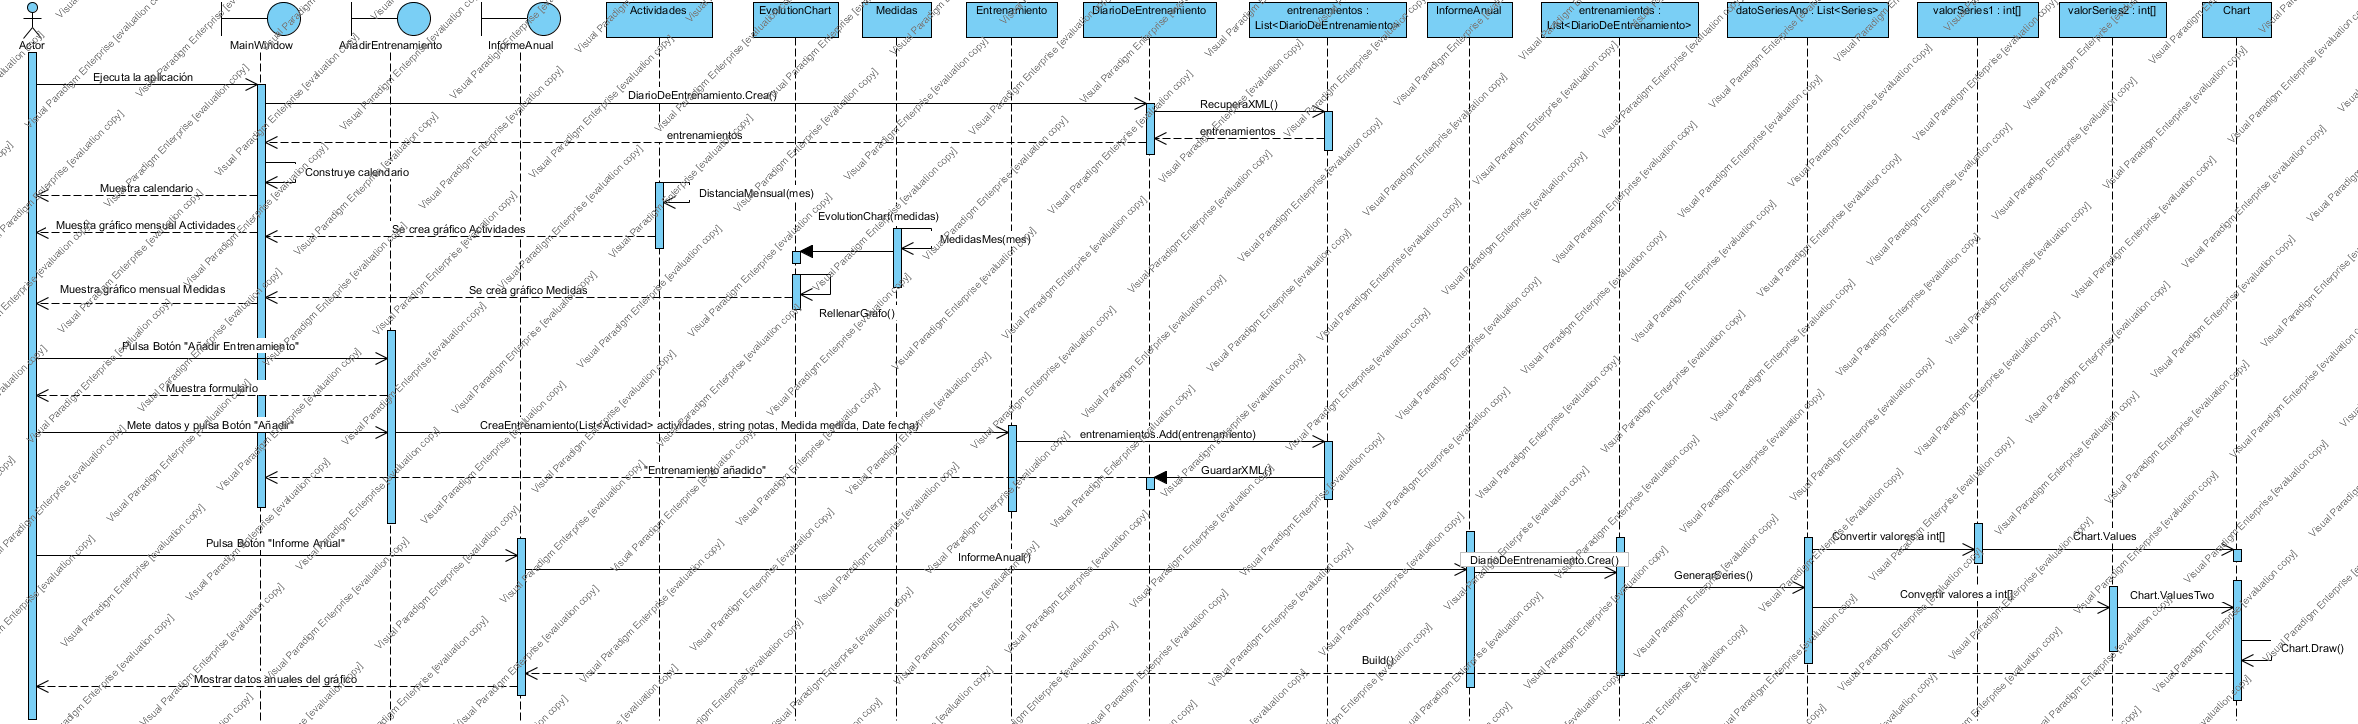 Actor
MainWindow
AñadirEntrenamiento
InformeAnual
Actividades
EvolutionChart
Medidas
Entrenamiento
DiarioDeEntrenamiento
entrenamientos :
List<DiarioDeEntrenamiento>
InformeAnual
entrenamientos :
List<DiarioDeEntrenamiento>
datoSeriesAno : List<Series>
valorSeries1 : int[]
valorSeries2 : int[]
Chart
Ejecuta la aplicación
DiarioDeEntrenamiento.Crea()
RecuperaXML()
entrenamientos
entrenamientos
Construye calendario
Muestra calendario
DistanciaMensual(mes)
EvolutionChart(medidas)
Muestra gráfico mensual Actividades
Se crea gráfico Actividades
MedidasMes(mes)
Muestra gráfico mensual Medidas
Se crea gráfico Medidas
RellenarGrafo()
Pulsa Botón "Añadir Entrenamiento"
Muestra formulario
Mete datos y pulsa Botón "Añadir"
CreaEntrenamiento(List<Actividad> actividades, string notas, Medida medida, Date fecha)
entrenamientos.Add(entrenamiento)
"Entrenamiento añadido"
GuardarXML()
Pulsa Botón "Informe Anual"
InformeAnual()
DiarioDeEntrenamiento.Crea()
Convertir valores a int[]
Chart.Values
GenerarSeries()
Convertir valores a int[]
Chart.ValuesTwo
Chart.Draw()
Build()
Mostrar datos anuales del gráfico
Visual Paradigm Enterprise [evaluation copy]